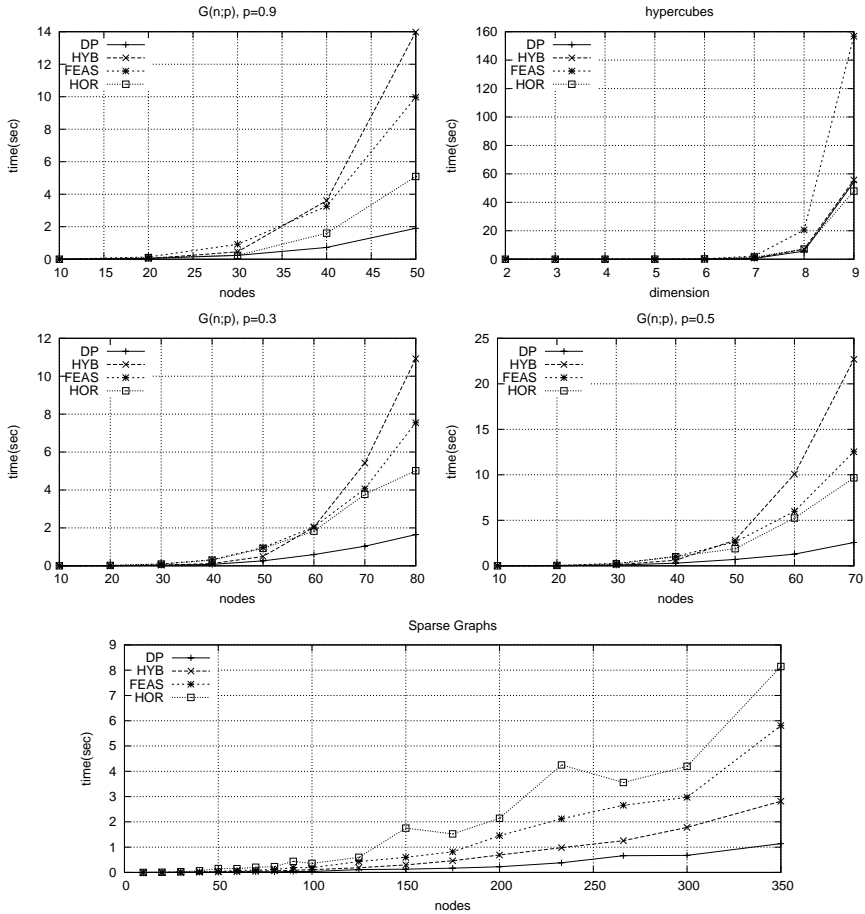 G(n;p), p=0.9
14
12
10
8
6
4
2
0
time(sec)
DP
HYB
FEAS
HOR
10 15 20 25 30 35 40 45 50
nodes
hypercubes
160
140
120
100
80
60
40
20
0
time(sec)
DP
HYB
FEAS
HOR
2 3 4 5 6 7 8 9
dimension
G(n;p), p=0.3
12
10
8
6
4
2
0
time(sec)
DP
HYB
FEAS
HOR
10 20 30 40 50 60 70 80
nodes
G(n;p), p=0.5
25
20
15
10
5
0
time(sec)
DP
HYB
FEAS
HOR
10 20 30 40 50 60 70
nodes
Sparse Graphs
9
8
7
6
5
4
3
2
1
0
time(sec)
DP
HYB
FEAS
HOR
0 50 100 150 200 250 300 350
nodes